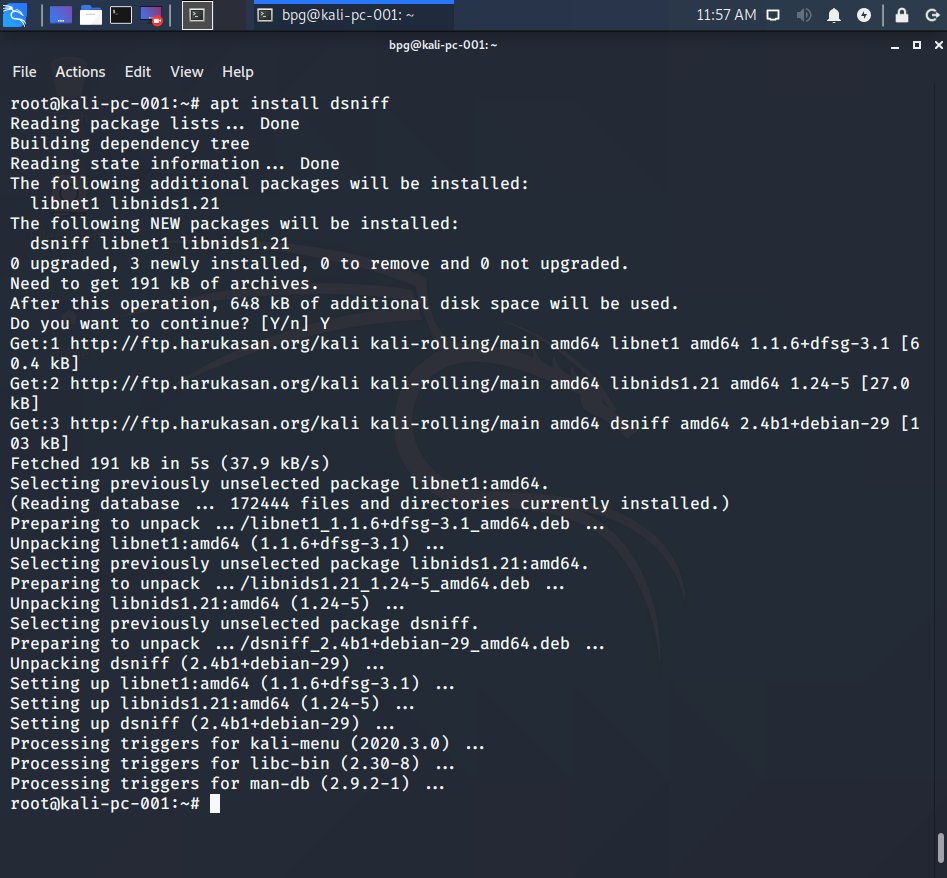 bpg@kali-pc-001: ~
11:57 AM
bpg@kali-pc-001: ~
File Actions Edit View Help
root@kali-pc-001:~# apt install dsniff
Reading package lists... Done
Building dependency tree
Reading state information... Done
The following additional packages will be installed:
  libnet1 libnids1.21
The following NEW packages will be installed:
  dsniff libnet1 libnids1.21
0 upgraded, 3 newly installed, 0 to remove and 0 not upgraded.
Need to get 191 kB of archives.
After this operation, 648 kB of additional disk space will be used.
Do you want to continue? [Y/n] Y
Get:1 http://ftp.harukasan.org/kali kali-rolling/main amd64 libnet1 amd64 1.1.6+dfsg-3.1 [6
0.4 kB]
Get:2 http://ftp.harukasan.org/kali kali-rolling/main amd64 libnids1.21 amd64 1.24-5 [27.0
kB]
Get:3 http://ftp.harukasan.org/kali kali-rolling/main amd64 dsniff amd64 2.4b1+debian-29 [1
03 kB]
Fetched 191 kB in 5s (37.9 kB/s)
Selecting previously unselected package libnet1:amd64.
(Reading database ... 172444 files and directories currently installed.)
Preparing to unpack .../libnet1_1.1.6+dfsg-3.1_amd64.deb ...
Unpacking libnet1:amd64 (1.1.6+dfsg-3.1) ...
Selecting previously unselected package libnids1.21:amd64.
Preparing to unpack .../libnids1.21_1.24-5_amd64.deb ...
Unpacking libnids1.21:amd64 (1.24-5) ...
Selecting previously unselected package dsniff.
Preparing to unpack .../dsniff_2.4b1+debian-29_amd64.deb ...
Unpacking dsniff (2.4b1+debian-29) ...
Setting up libnet1:amd64 (1.1.6+dfsg-3.1) ...
Setting up libnids1.21:amd64 (1.24-5) ...
Setting up dsniff (2.4b1+debian-29) ...
Processing triggers for kali-menu (2020.3.0) ...
Processing triggers for libc-bin (2.30-8) ...
Processing triggers for man-db (2.9.2-1) ...
root@kali-pc-001:~#